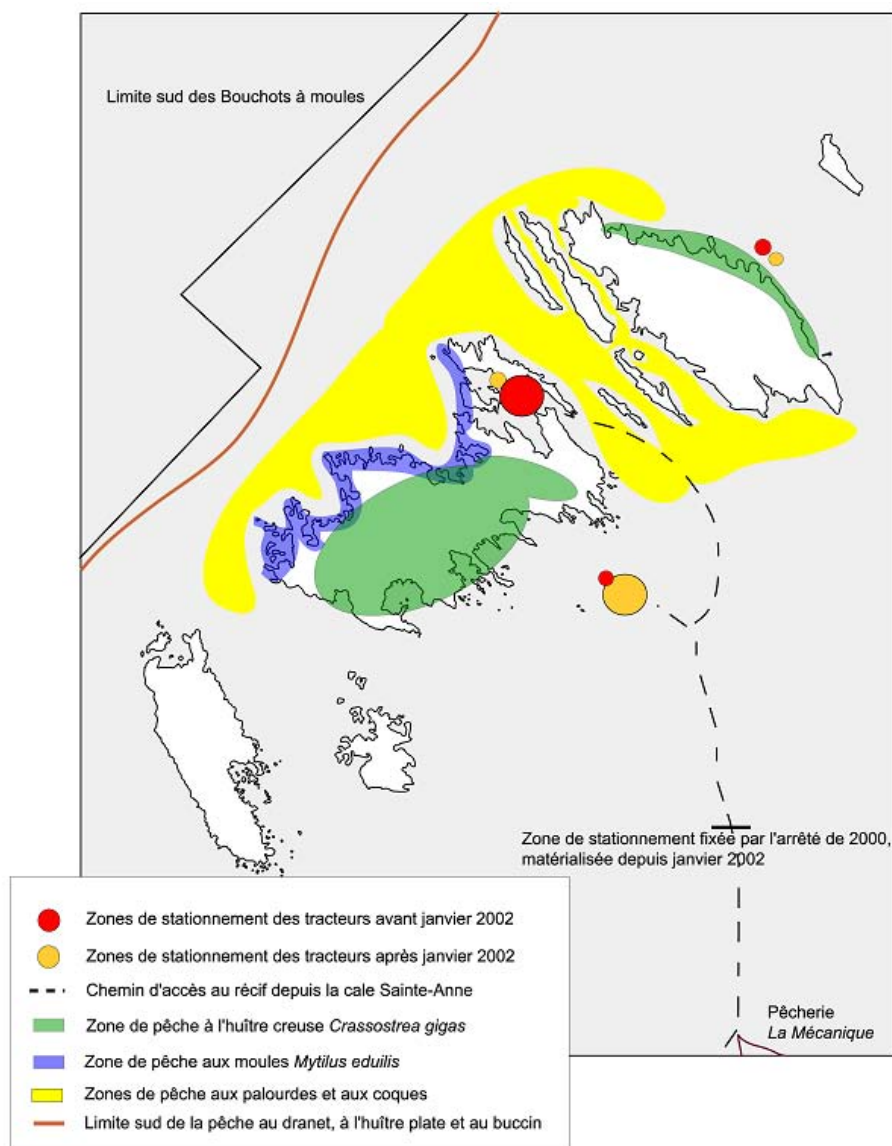 Limite sud des Bouchots à moules
Zone de stationnement fixée par l'arrêté de 2000,
matérialisée depuis janvier 2002
Pêcherie
La Mécanique
Zones de stationnement des tracteurs avant janvier 2002
Zones de stationnement des tracteurs après janvier 2002
Chemin d'accès au récif depuis la cale Sainte-Anne
Zone de pêche à l'huître creuse Crassostrea gigas
Zone de pêche aux moules Mytilus eduilis
Zones de pêche aux palourdes et aux coques
Limite sud de la pêche au dranet, à l'huître plate et au buccin